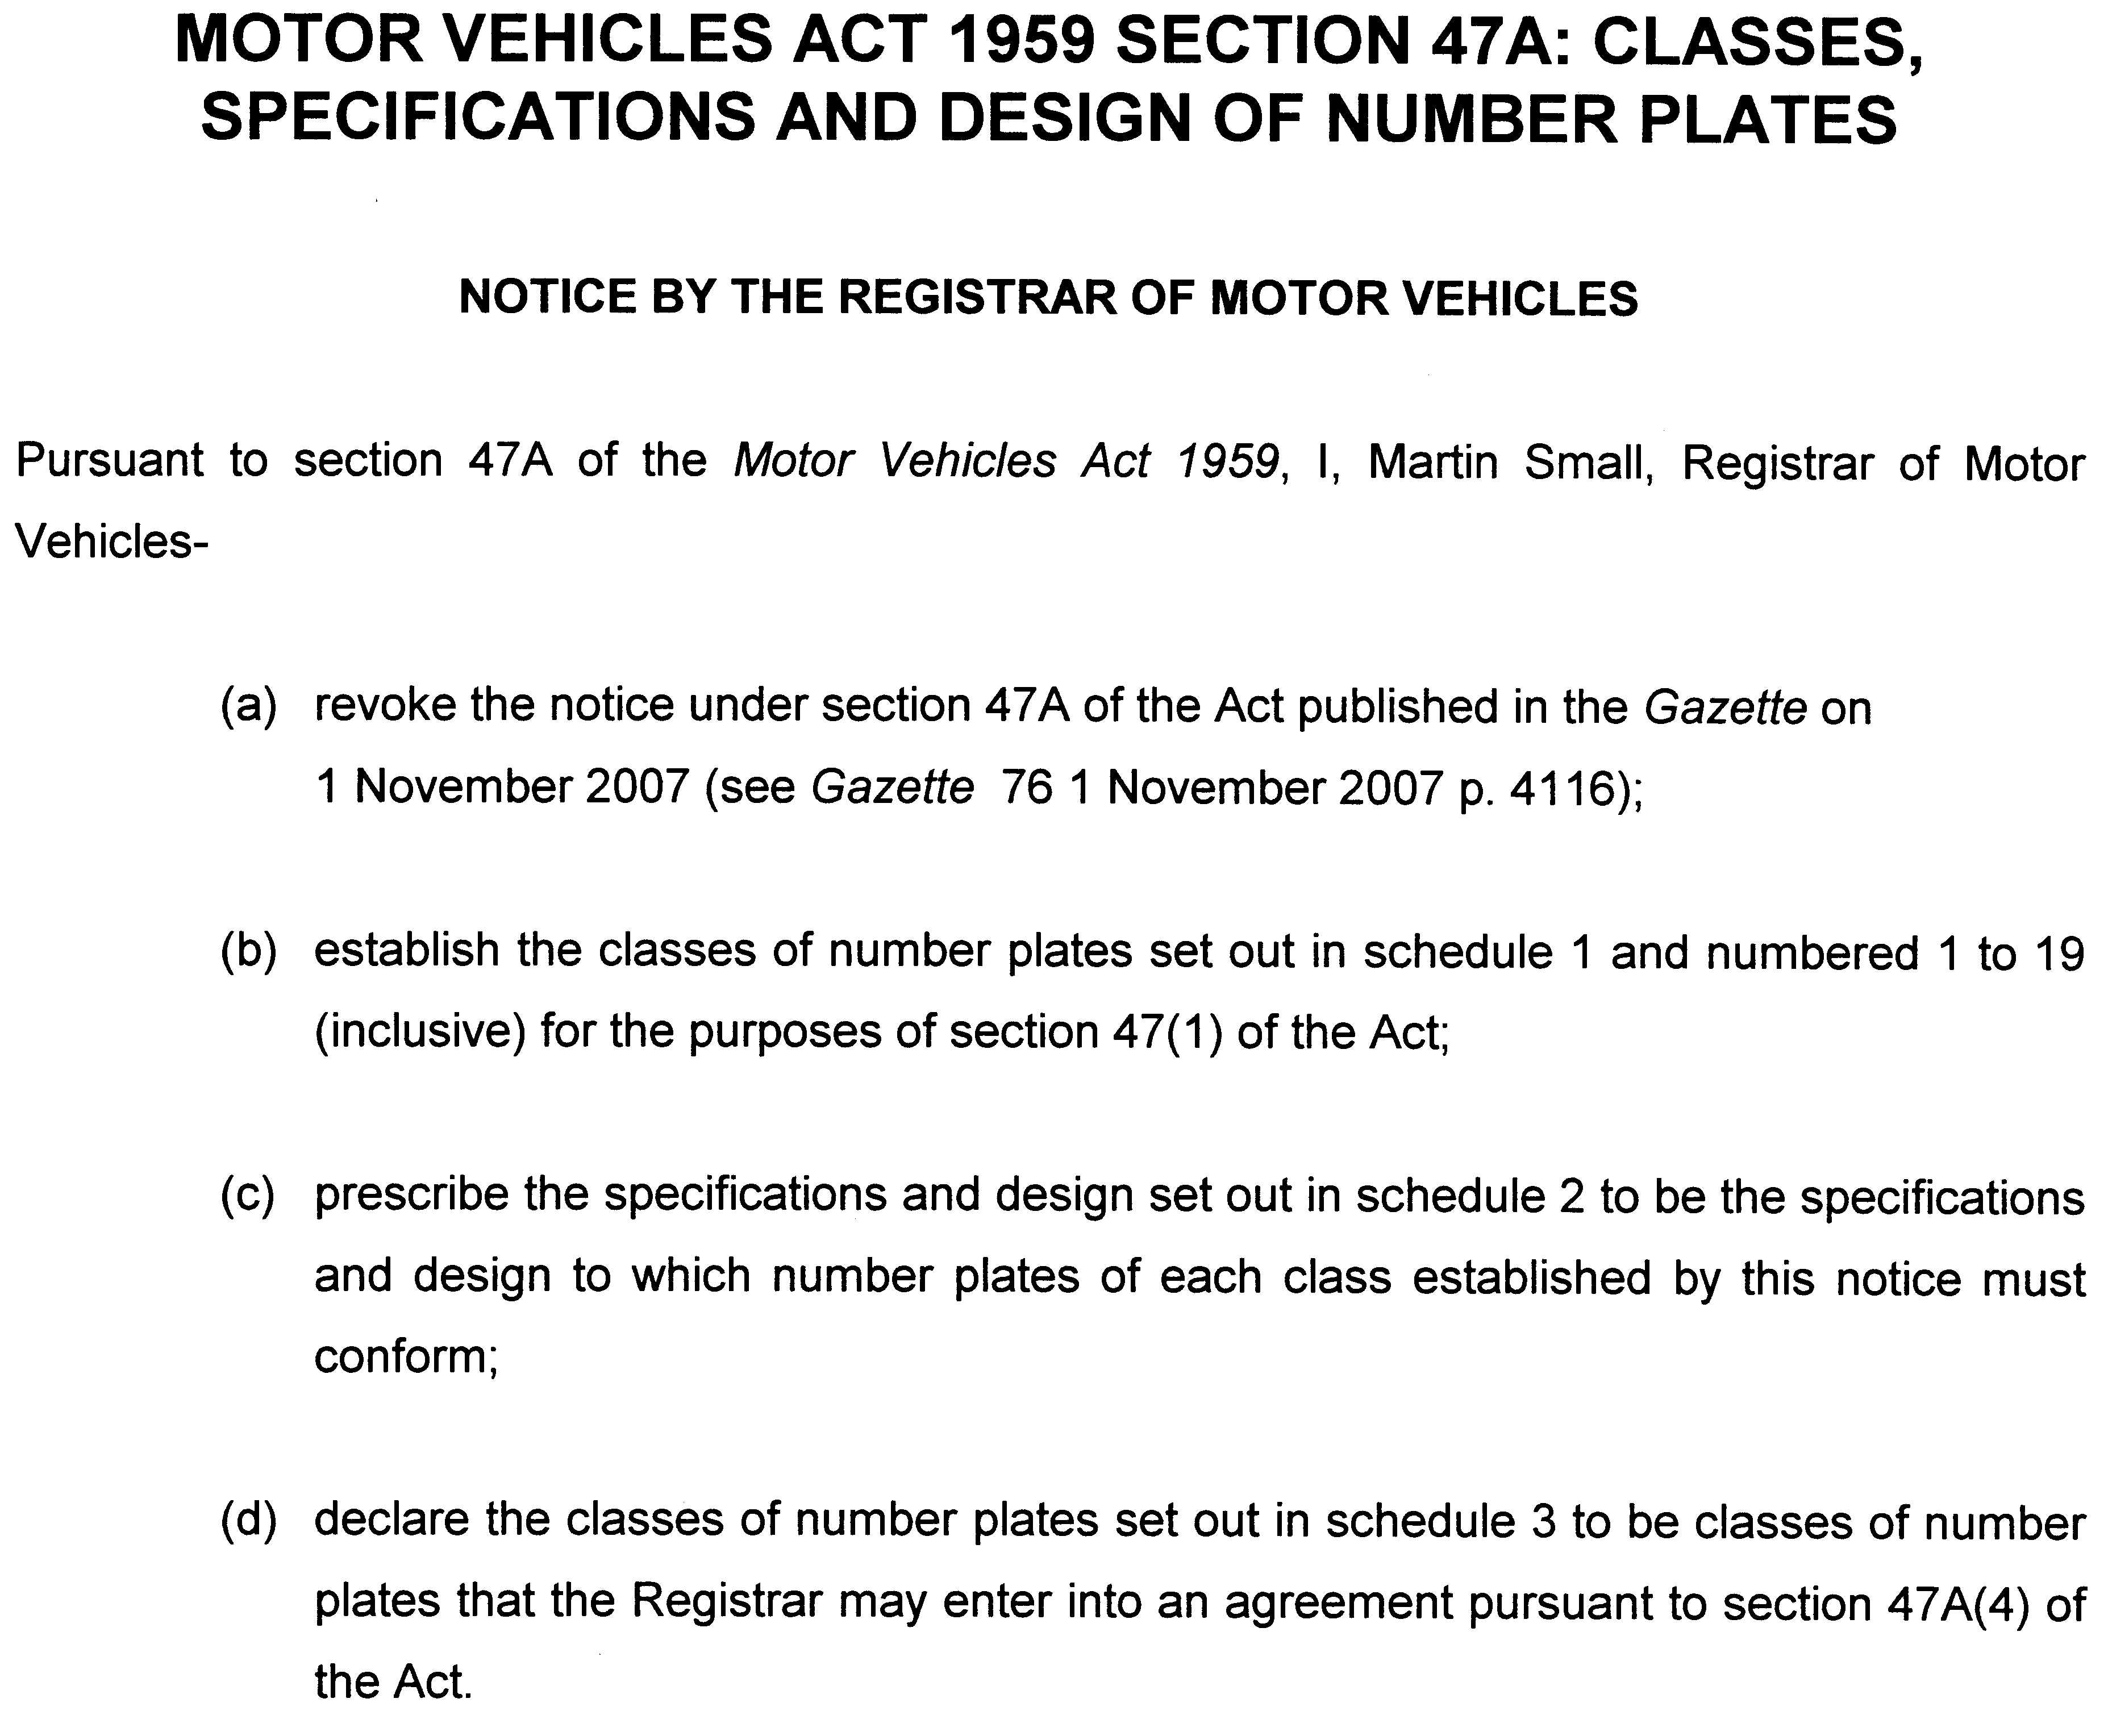 MOTOR VEHICLES ACT 1959 SECTION 47A: CLASSES,
SPECIFICATIONS AND DESIGN OF NUMBER PLATES
NOTICE BY THE REGISTRAR OF MOTOR VEHICLES
Pursuant to section 47A of the Motor Vehicles Act 1959, I, Martin Small, Registrar of Motor
Vehicles-
(a) revoke the notice under section 47A of the Act published in the Gazette on
1 November 2007 (see Gazette 76 1 November 2007 p. 4116);
(b) establish the classes of number plates set out in schedule 1 and numbered 1 to 19
(inclusive) for the purposes of section 47(1) of the Act;
(c) prescribe the specifications and design set out in schedule 2 to be the specifications
and design to which number plates of each class established by this notice must
conform;
(d) declare the classes of number plates set out in schedule 3 to be classes of number
plates that the Registrar may enter into an agreement pursuant to section 47A(4) of
the Act.